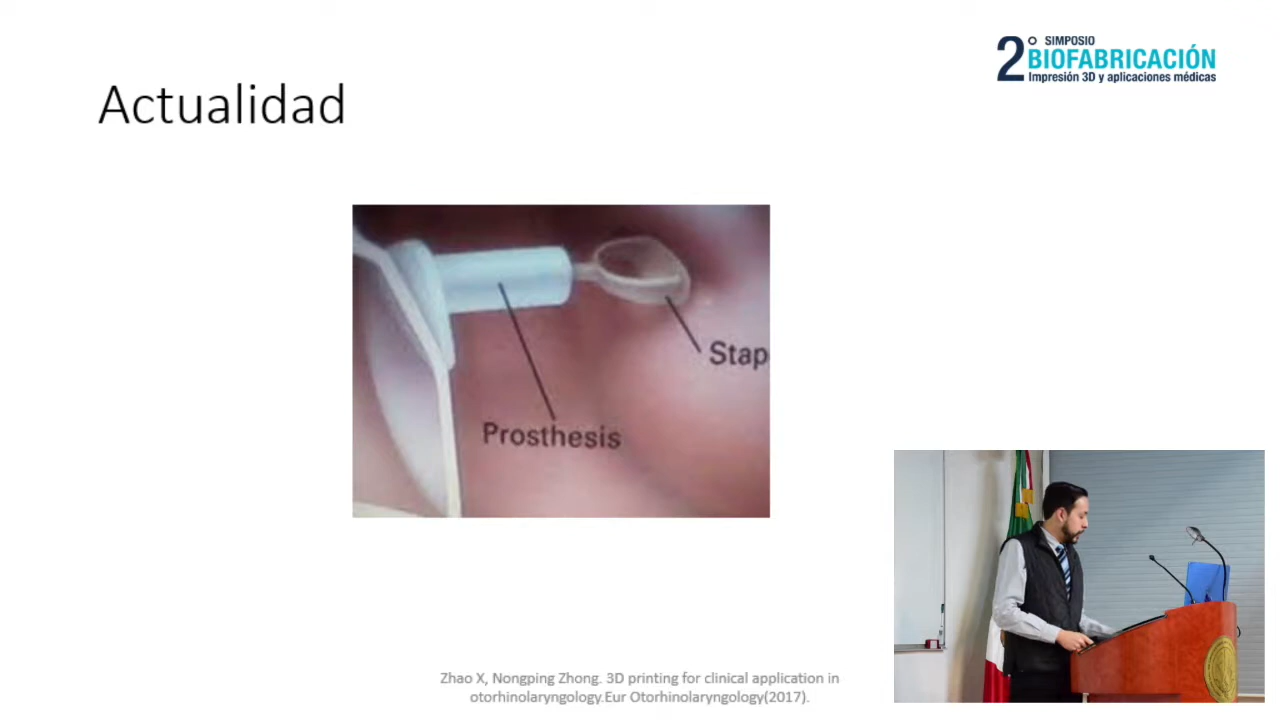 2° SIMPOSIO
BIOFABRICACIÓN
Impresión 3D y aplicaciones médicas
Actualidad
Stap
Prosthesis
Zhao X, Nongping Zhong. 3D printing for clinical application in
otorhinolaryngology.Eur Otorhinolaryngology(2017).